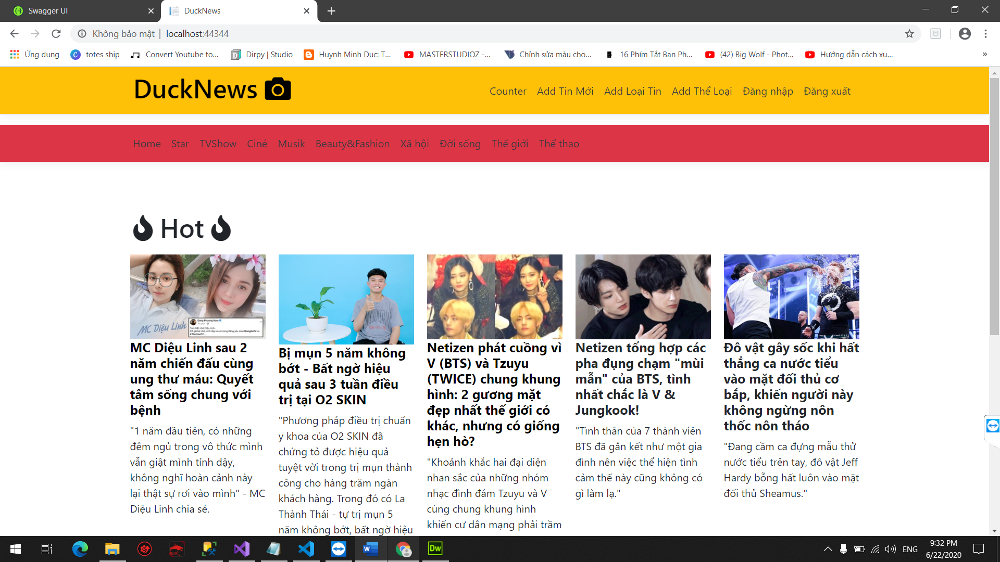 Swagger UI
DuckNews
Không bảo mật | localhost:44344
Ứng dụng
totes ship
Convert Youtube to...
Dirpy | Studio
Huynh Minh Duc: T...
MASTERSTUDIOZ -...
Chỉnh sửa màu cho...
16 Phím Tắt Bạn Ph...
(42) Big Wolf - Phot...
Hướng dẫn cách xu...
»
DuckNews
Counter
Add Tin Mới
Add Loại Tin
Add Thể Loại
Đăng nhập
Đăng xuất
Home
Star
TVShow
Ciné
Musik
Beauty&Fashion
Xã hội
Đời sống
Thế giới
Thể thao
Hot
MC Diệu Linh
MC Diệu Linh sau 2
năm chiến đấu cùng
ung thư máu: Quyết
tâm sống chung với
bệnh
"1 năm đầu tiên, có những
đêm ngủ trong vô thức mình
vẫn giật mình tỉnh dậy,
không nghĩ hoàn cảnh này
lại thật sự rơi vào mình" - MC
Diệu Linh chia sẻ.
Bị mụn 5 năm không
bớt - Bất ngờ hiệu
quả sau 3 tuần điều
trị tại O2 SKIN
"Phương pháp điều trị chuẩn
y khoa của O2 SKIN đã
chứng tỏ được hiệu quả
tuyệt vời trong trị mụn thành
công cho hàng trăm ngàn
khách hàng. Trong đó có La
Thành Thái - tự trị mụn 5
năm không bớt, bất ngờ hiệu
Netizen phát cuồng vì
V (BTS) và Tzuyu
(TWICE) chung khung
hình: 2 gương mặt
đẹp nhất thế giới có
khác, nhưng có giống
hẹn hò?
"Khoảnh khắc hai đại diện
nhan sắc của những nhóm
nhạc đình đám Tzuyu và V
cùng chung khung hình
khiến cư dân mạng phải trầm
Netizen tổng hợp các
pha đụng chạm "mùi
mẫn" của BTS, tình
nhất chắc là V &
Jungkook!
"Tình thân của 7 thành viên
BTS đã gắn kết như một gia
đình nên việc thể hiện tình
cảm thế này cũng không có
gì làm lạ."
Đô vật gây sốc khi hất
thẳng ca nước tiểu
vào mặt đối thủ cơ
bắp, khiến người này
không ngừng nôn
thốc nôn tháo
"Đang cầm ca đựng mẫu thử
nước tiểu trên tay, đô vật Jeff
Hardy bỗng hất luôn vào mặt
đối thủ Sheamus."
Dw
ENG
9:32 PM
6/22/2020